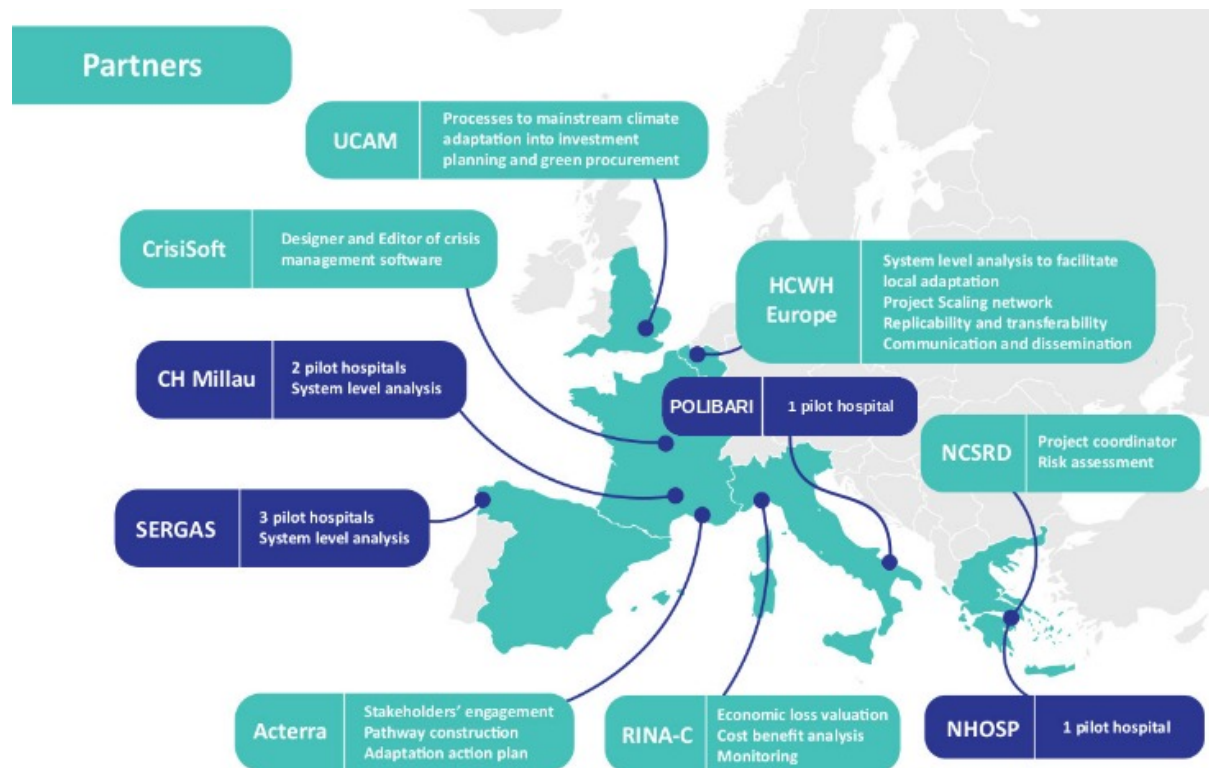 Partners
UCAM
Processes to mainstream climate
adaptation into investment
planning and green procurement
CrisiSoft
Designer and Editor of crisis
management software
HCWH
Europe
System level analysis to facilitate
local adaptation
Project Scaling network
Replicability and transferability
Communication and dissemination
CH Millau
2 pilot hospitals
System level analysis
POLIBARI
1 pilot hospital
NCSRD
Project coordinator
Risk assessment
SERGAS
3 pilot hospitals
System level analysis
Acterra
Stakeholders’ engagement
Pathway construction
Adaptation action plan
RINA-C
Economic loss valuation
Cost benefit analysis
Monitoring
NHOSP
1 pilot hospital